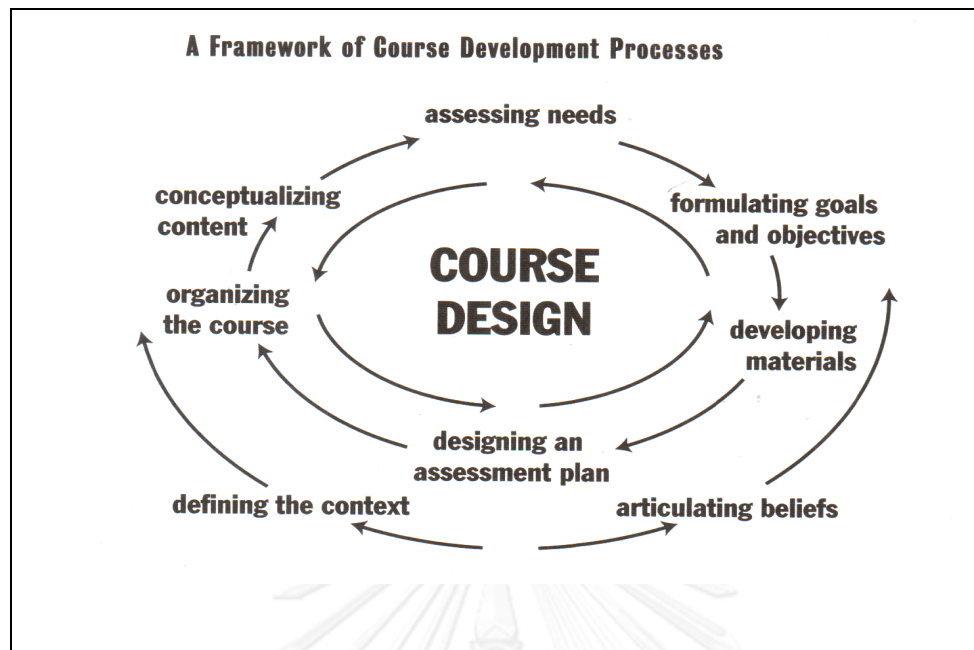 A Framework of Course Development Processes
assessing needs
conceptualizing
content
formulating goals
and objectives
COURSE
DESIGN
organizing
the course
developing
materials
designing an
assessment plan
defining the context
articulating beliefs